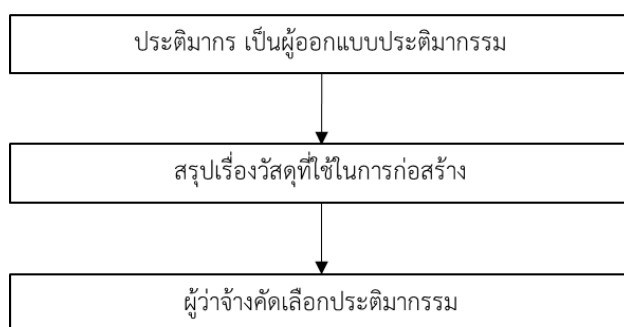 ประติมากร เป็นผู้ออกแบบประติมากรรม
สรุปเรื่องวัสดุที่ใช้ในการก่อสร้าง
ผู้ว่าจ้างคัดเลือกประติมากรรม